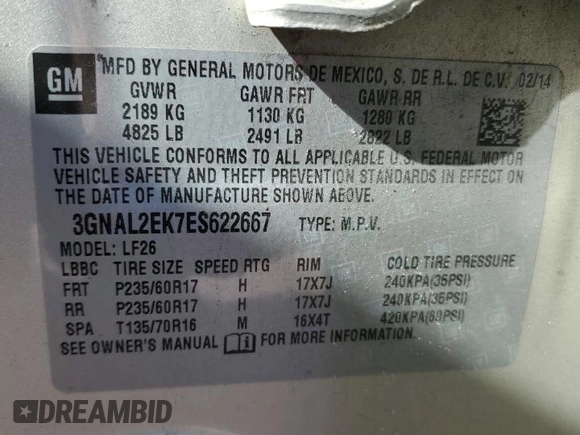 GM MFD BY GENERAL MOTORS DE MEXICO, S. DE R.L. DE C.V. 02/14
GVWR GAWR FRT GAWR RR
2189 KG 1130 KG 1280 KG
4825 LB 2491 LB 2822 LB
THIS VEHICLE CONFORMS TO ALL APPLICABLE U.S. FEDERAL MOTOR
VEHICLE SAFETY AND THEFT PREVENTION STANDARDS IN EFFECT ON
THE DATE OF MANUFACTURE SHOWN ABOVE.
3GNAL2EK7ES622667 TYPE: M.P.V.
MODEL: LF26
LBBC TIRE SIZE SPEED RTG RIM COLD TIRE PRESSURE
FRT P235/60R17 H 17X7J 240KPA(35PSI)
RR P235/60R17 H 17X7J 240KPA(35PSI)
SPA T135/70R16 M 16X4T 420KPA(60PSI)
SEE OWNER'S MANUAL FOR MORE INFORMATION.
DREAMBID